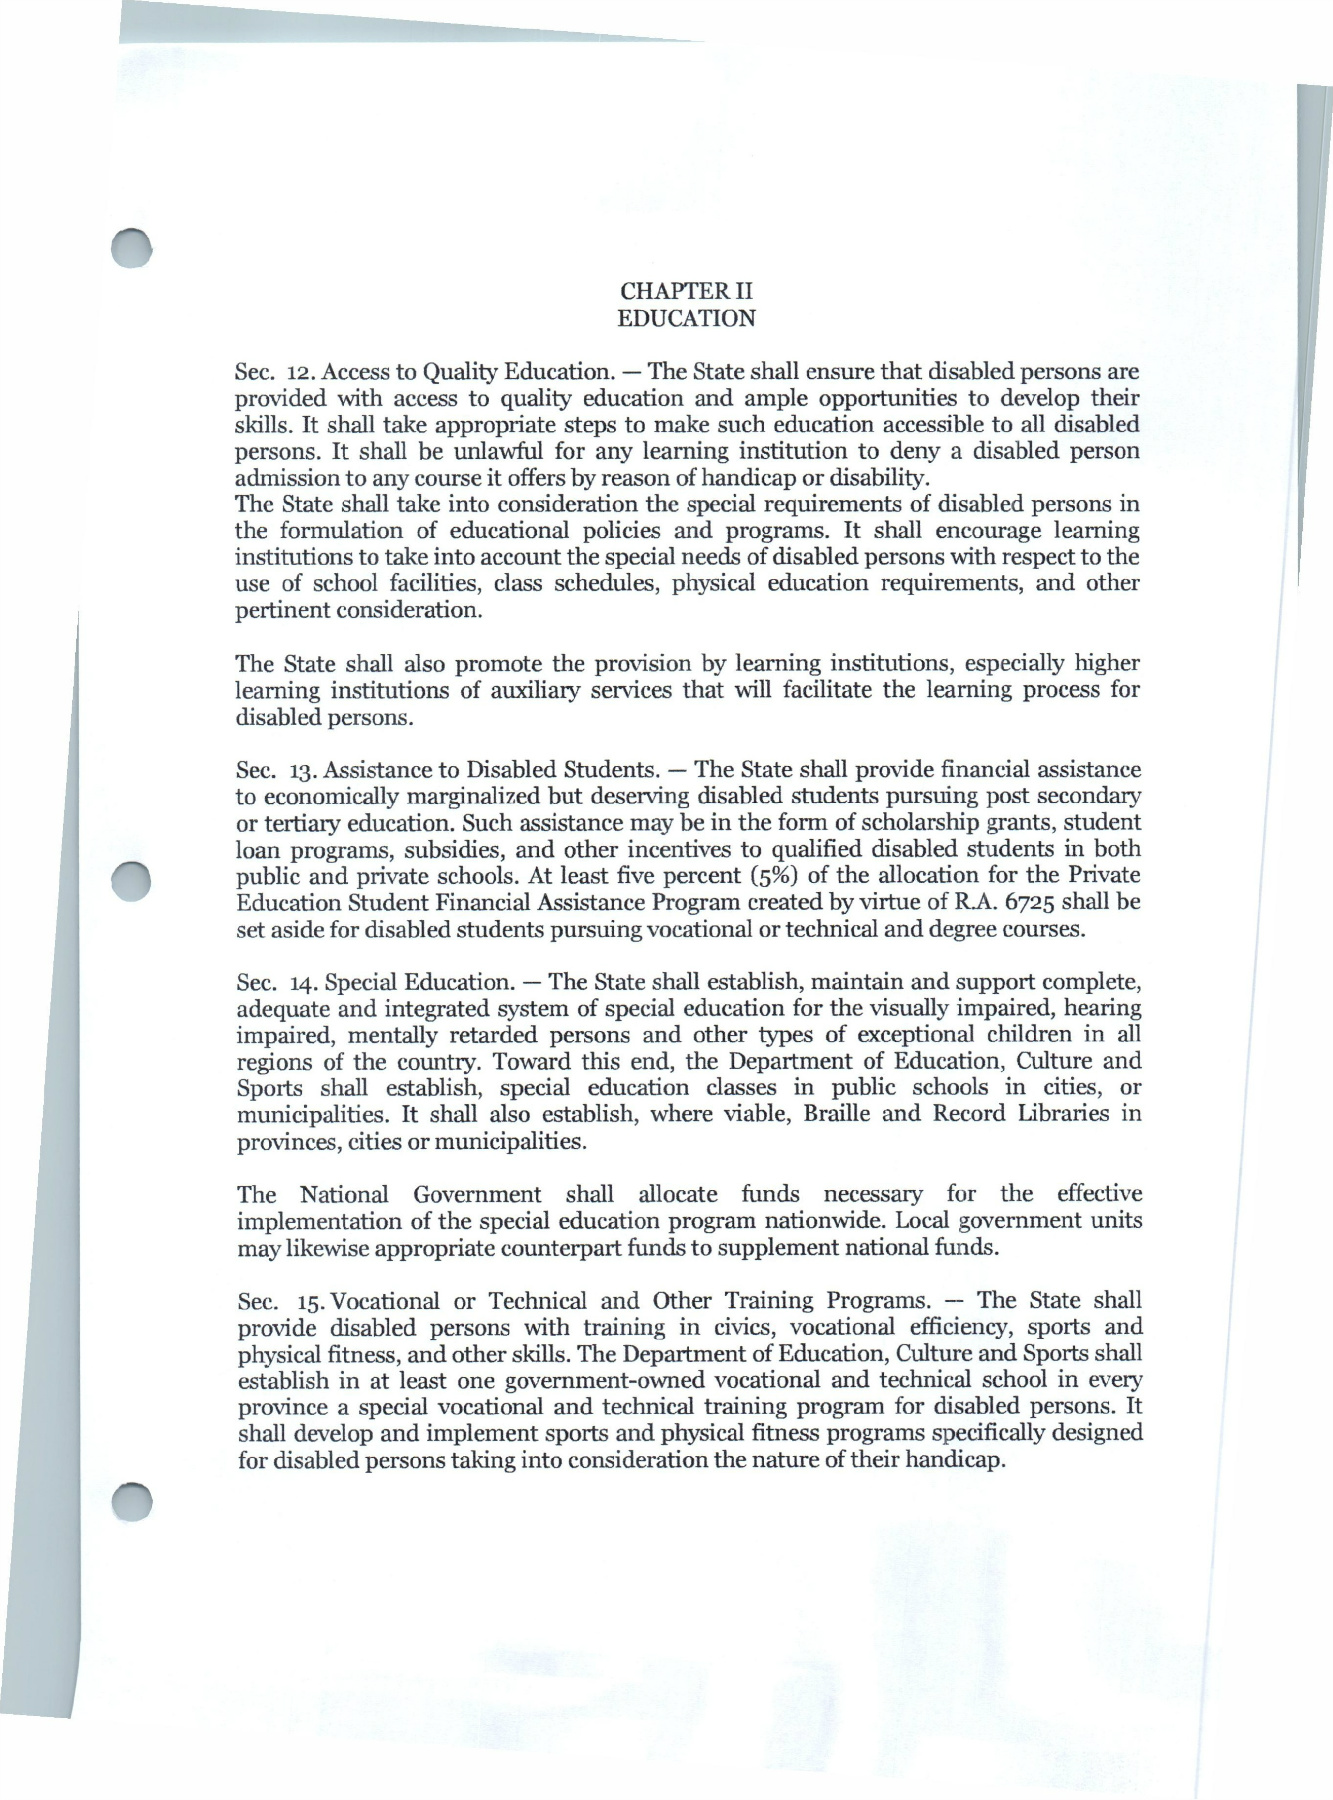 CHAPTER II
EDUCATION
Sec. 12. Access to Quality Education. — The State shall ensure that disabled persons are
provided with access to quality education and ample opportunities to develop their
skills. It shall take appropriate steps to make such education accessible to all disabled
persons. It shall be unlawful for any learning institution to deny a disabled person
admission to any course it offers by reason of handicap or disability.
The State shall take into consideration the special requirements of disabled persons in
the formulation of educational policies and programs. It shall encourage learning
institutions to take into account the special needs of disabled persons with respect to the
use of school facilities, class schedules, physical education requirements, and other
pertinent consideration.
The State shall also promote the provision by learning institutions, especially higher
learning institutions of auxiliary services that will facilitate the learning process for
disabled persons.
Sec. 13. Assistance to Disabled Students. — The State shall provide financial assistance
to economically marginalized but deserving disabled students pursuing post secondary
or tertiary education. Such assistance may be in the form of scholarship grants, student
loan programs, subsidies, and other incentives to qualified disabled students in both
public and private schools. At least five percent (5%) of the allocation for the Private
Education Student Financial Assistance Program created by virtue of R.A. 6725 shall be
set aside for disabled students pursuing vocational or technical and degree courses.
Sec. 14. Special Education. — The State shall establish, maintain and support complete,
adequate and integrated system of special education for the visually impaired, hearing
impaired, mentally retarded persons and other types of exceptional children in all
regions of the country. Toward this end, the Department of Education, Culture and
Sports shall establish, special education classes in public schools in cities, or
municipalities. It shall also establish, where viable, Braille and Record Libraries in
provinces, cities or municipalities.
The National Government shall allocate funds necessary for the effective
implementation of the special education program nationwide. Local government units
may likewise appropriate counterpart funds to supplement national funds.
Sec. 15. Vocational or Technical and Other Training Programs. — The State shall
provide disabled persons with training in civics, vocational efficiency, sports and
physical fitness, and other skills. The Department of Education, Culture and Sports shall
establish in at least one government-owned vocational and technical school in every
province a special vocational and technical training program for disabled persons. It
shall develop and implement sports and physical fitness programs specifically designed
for disabled persons taking into consideration the nature of their handicap.